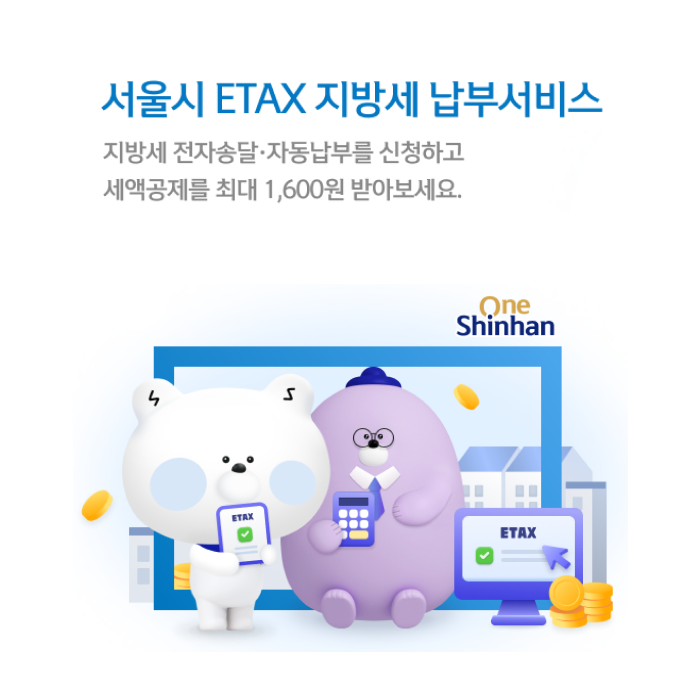 서울시 ETAX 지방세 납부서비스
지방세 전자송달·자동납부를 신청하고
세액공제를 최대 1,600원 받아보세요.
One
Shinhan
ETAX
ETAX